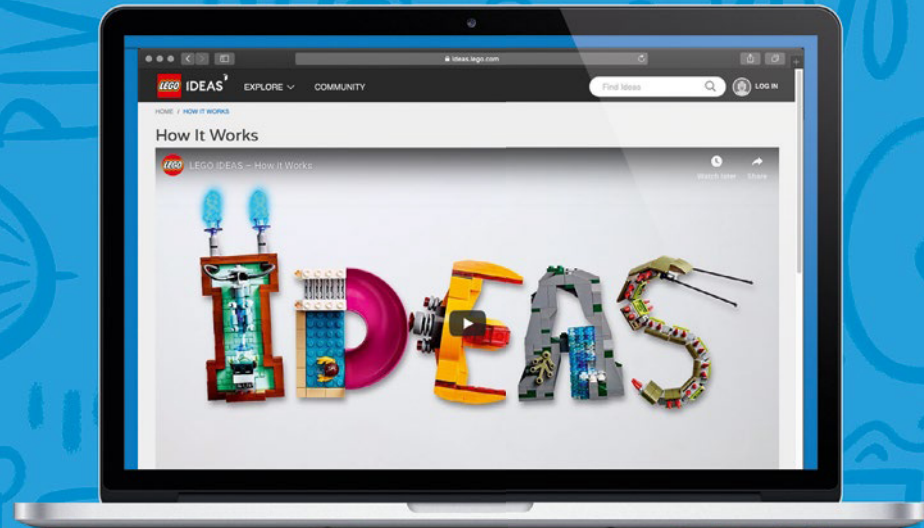 ideas.lego.com
LEGO IDEAS EXPLORE COMMUNITY Find Ideas LOG IN
HOME / HOW IT WORKS
How It Works
LEGO LEGO IDEAS – How It Works
Watch later Share
IDEAS